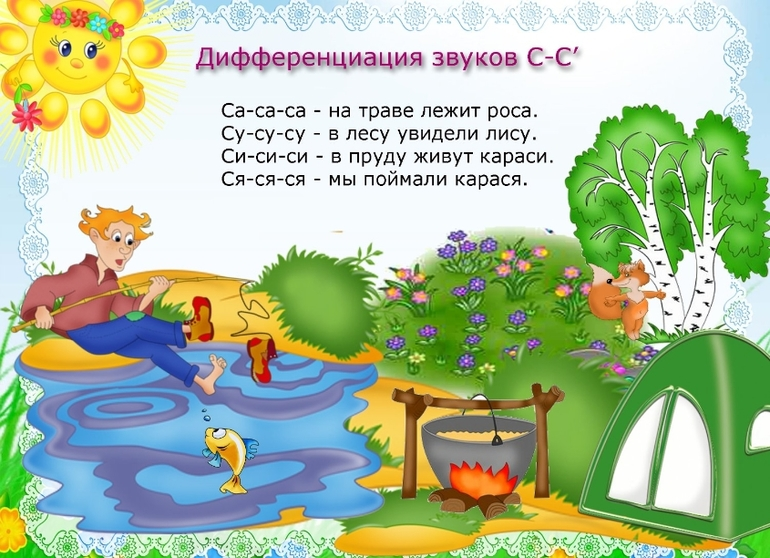 Дифференциация звуков С-С′
Са-са-са - на траве лежит роса.
Су-су-су - в лесу увидели лису.
Си-си-си - в пруду живут караси.
Ся-ся-ся - мы поймали карася.